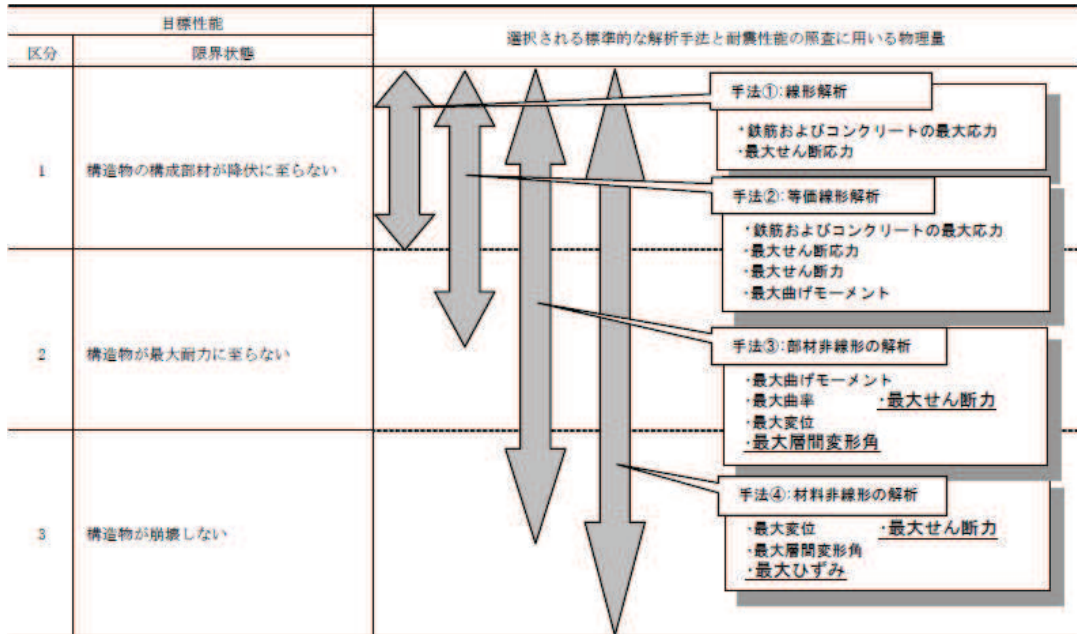 目標性能
選択される標準的な解析手法と耐震性能の照査に用いる物理量
区分
限界状態
手法①:線形解析
・鉄筋およびコンクリートの最大応力
・最大せん断応力
1
構造物の構成部材が降伏に至らない
手法②:等価線形解析
・鉄筋およびコンクリートの最大応力
・最大せん断応力
・最大せん断力
・最大曲げモーメント
2
構造物が最大耐力に至らない
手法③:部材非線形の解析
・最大曲げモーメント
・最大曲率 ・最大せん断力
・最大変位
・最大層間変形角
3
構造物が崩壊しない
手法④:材料非線形の解析
・最大変位 ・最大せん断力
・最大層間変形角
・最大ひずみ